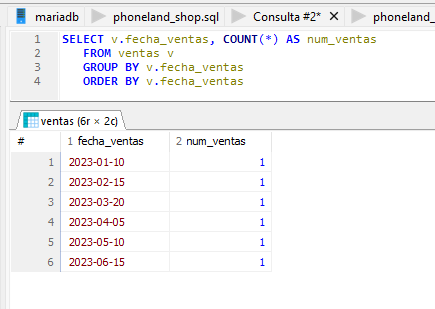 mariadb phoneland_shop.sql Consulta #2* phoneland_
1 SELECT v.fecha_ventas, COUNT(*) AS num_ventas
2 FROM ventas v
3 GROUP BY v.fecha_ventas
4 ORDER BY v.fecha_ventas
ventas (6r × 2c)
# 1 fecha_ventas 2 num_ventas
1 2023-01-10 1
2 2023-02-15 1
3 2023-03-20 1
4 2023-04-05 1
5 2023-05-10 1
6 2023-06-15 1